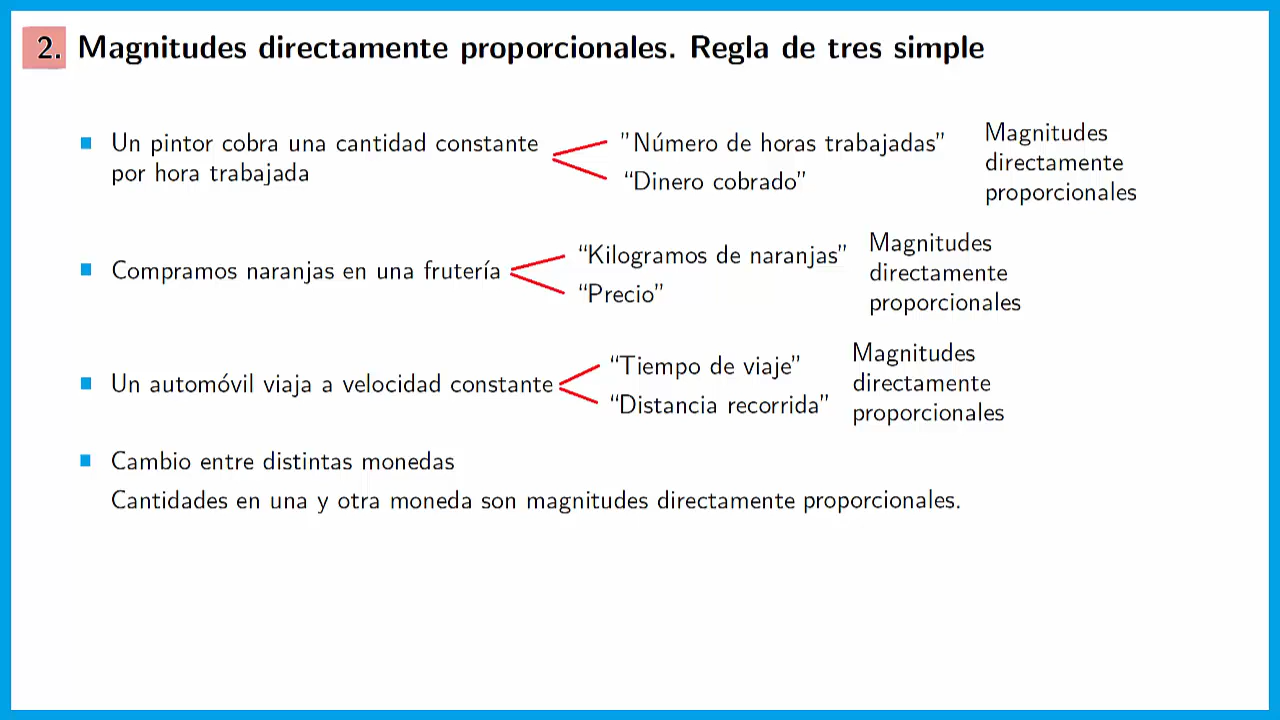 2. Magnitudes directamente proporcionales. Regla de tres simple
Un pintor cobra una cantidad constante
por hora trabajada
”Número de horas trabajadas”
“Dinero cobrado”
Magnitudes
directamente
proporcionales
Compramos naranjas en una frutería
“Kilogramos de naranjas”
“Precio”
Magnitudes
directamente
proporcionales
Un automóvil viaja a velocidad constante
“Tiempo de viaje”
“Distancia recorrida”
Magnitudes
directamente
proporcionales
Cambio entre distintas monedas
Cantidades en una y otra moneda son magnitudes directamente proporcionales.